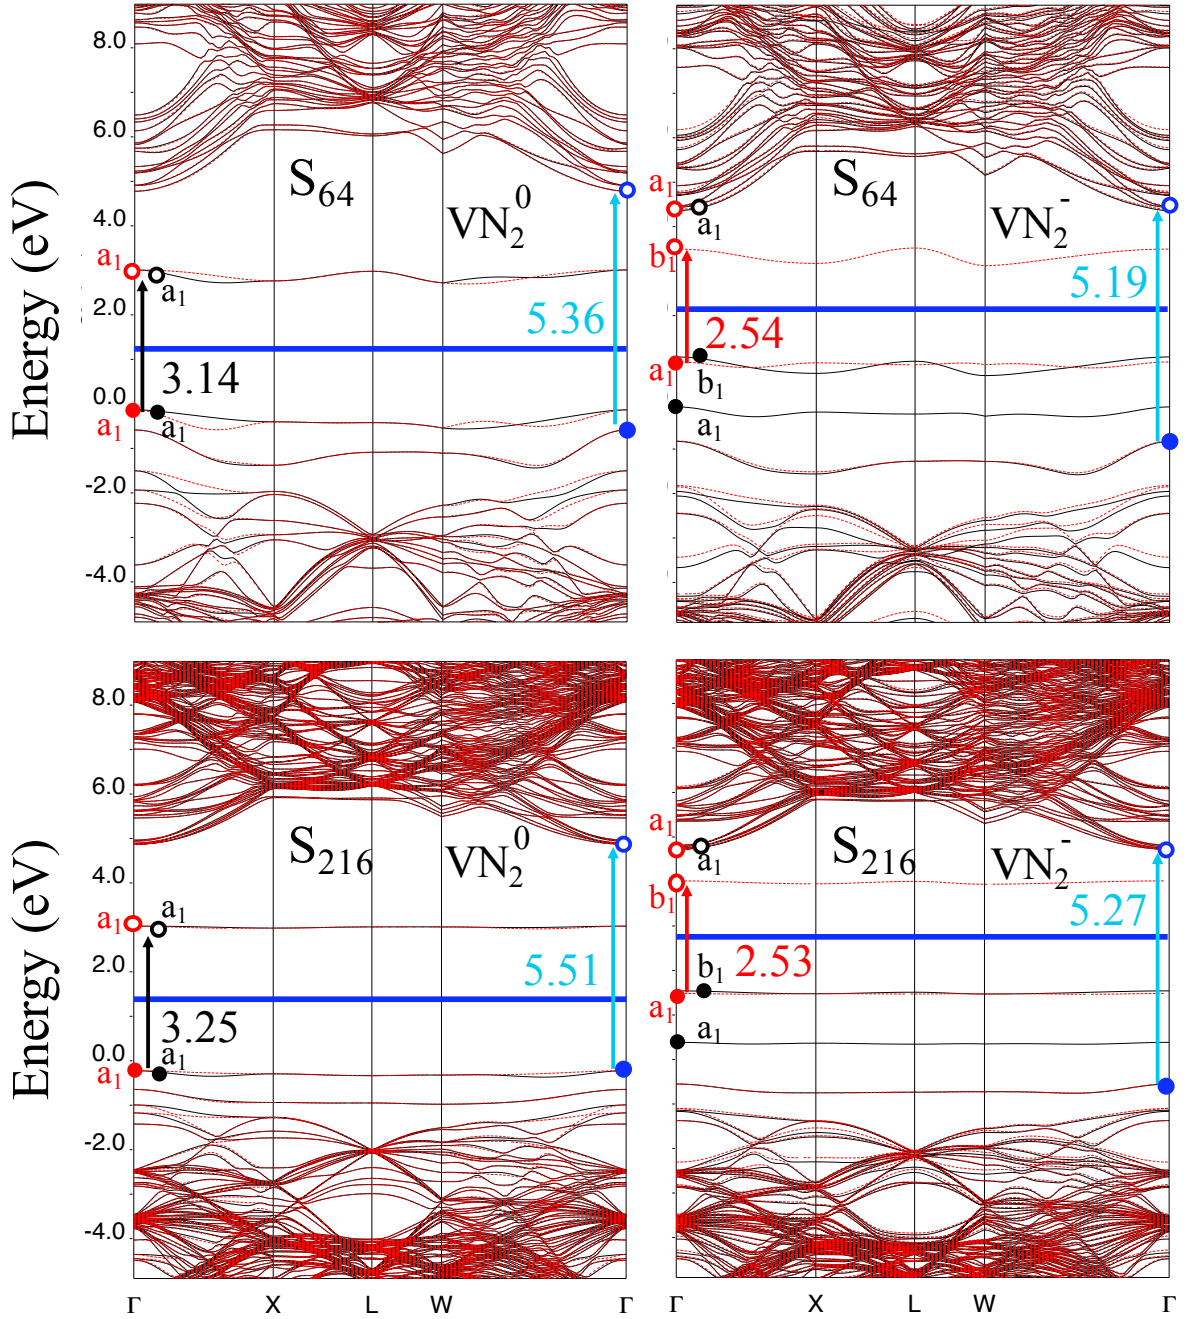 8.0
6.0
4.0
2.0
0.0
-2.0
-4.0
Energy (eV)
S64
VN2^0
a1
a1
3.14
a1
a1
5.36
S64
VN2^-
a1
a1
b1
2.54
a1
b1
a1
5.19
8.0
6.0
4.0
2.0
0.0
-2.0
-4.0
Energy (eV)
S216
VN2^0
a1
a1
3.25
a1
a1
5.51
Γ X L W Γ
S216
VN2^-
a1
a1
b1
b1 2.53
a1
a1
5.27
Γ X L W Γ